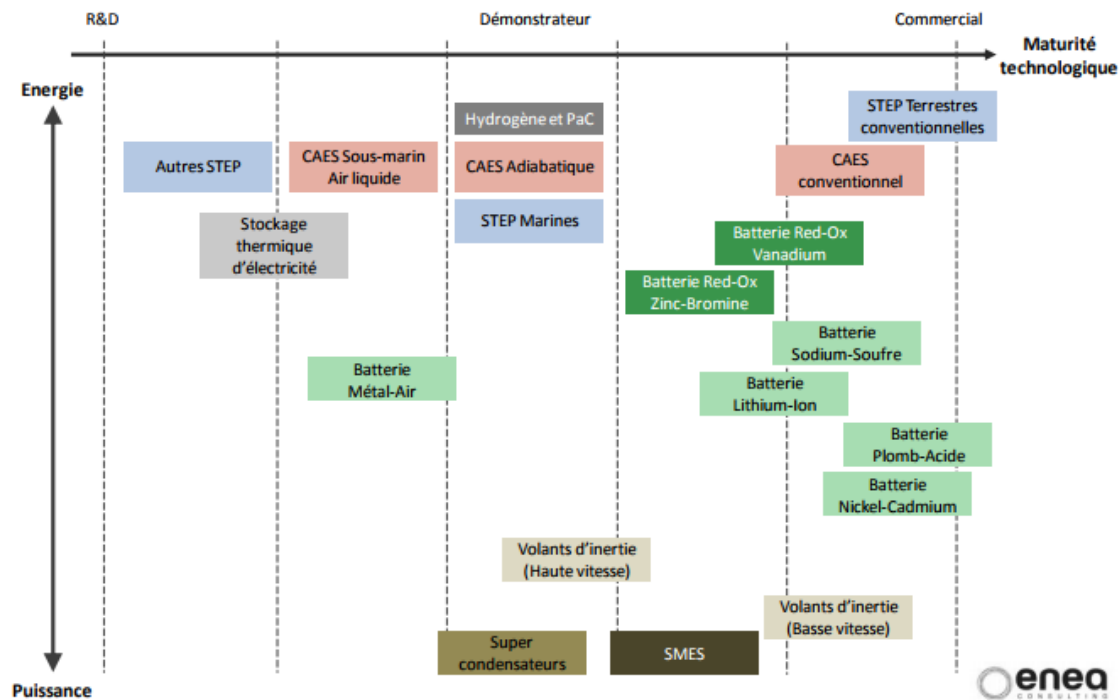 R&D
Démonstrateur
Commercial
Maturité
technologique
Energie
Hydrogène et PaC
STEP Terrestres
conventionnelles
Autres STEP
CAES Sous-marin
Air liquide
CAES Adiabatique
CAES
conventionnel
STEP Marines
Stockage
thermique
d'électricité
Batterie Red-Ox
Vanadium
Batterie Red-Ox
Zinc-Bromine
Batterie
Sodium-Soufre
Batterie
Métal-Air
Batterie
Lithium-Ion
Batterie
Plomb-Acide
Batterie
Nickel-Cadmium
Volants d'inertie
(Haute vitesse)
Volants d'inertie
(Basse vitesse)
Super
condensateurs
SMES
Puissance
enea
CONSULTING